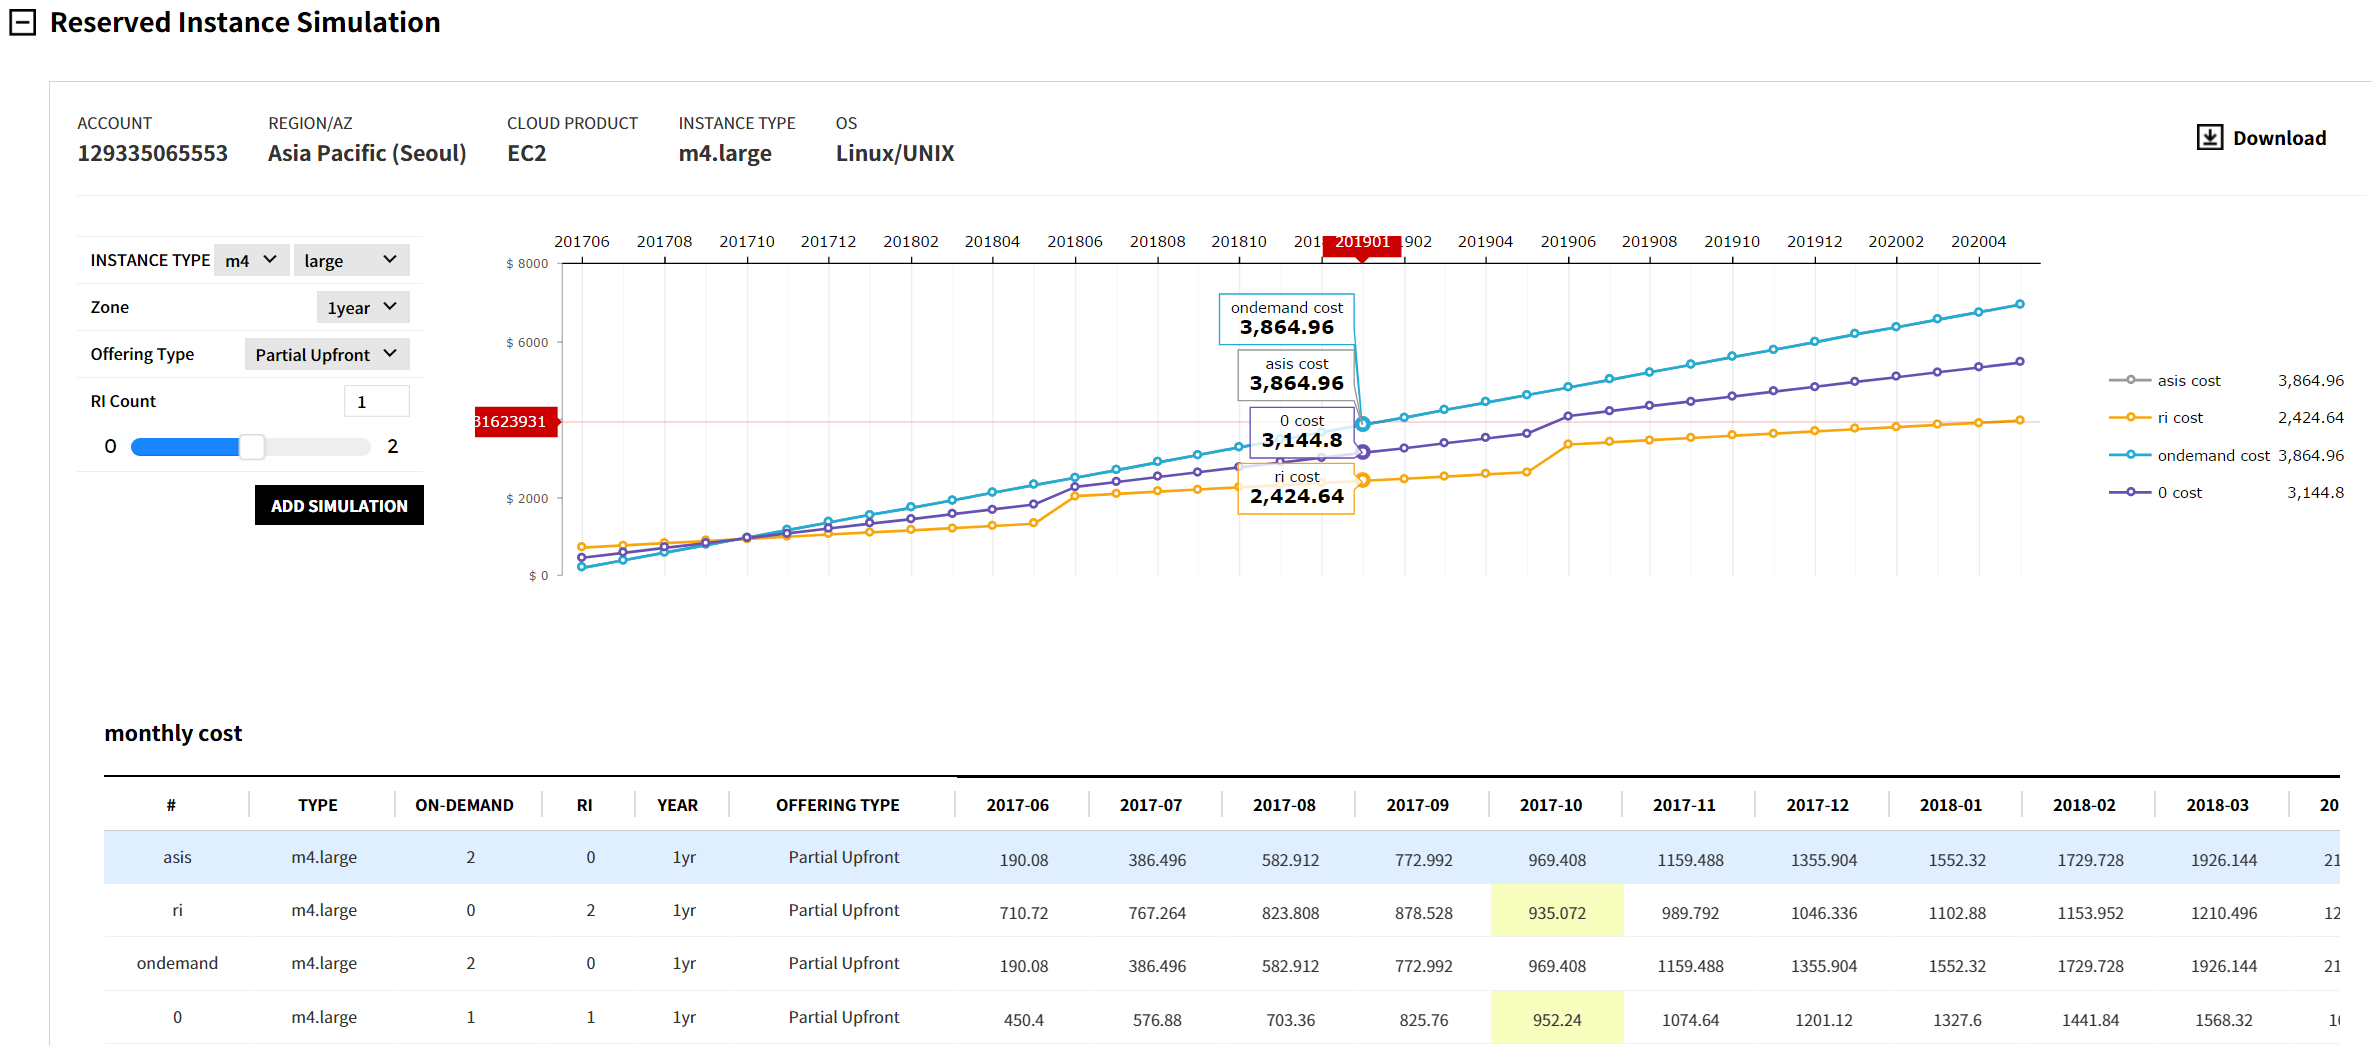 Reserved Instance Simulation
ACCOUNT REGION/AZ CLOUD PRODUCT INSTANCE TYPE OS
129335065553 Asia Pacific (Seoul) EC2 m4.large Linux/UNIX
Download
INSTANCE TYPE m4 large
Zone 1year
Offering Type Partial Upfront
RI Count 1
0 2
ADD SIMULATION
201706 201708 201710 201712 201802 201804 201806 201808 201810 201901 201904 201906 201908 201910 201912 202002 202004
$ 8000
$ 6000
31623931
$ 2000
$ 0
ondemand cost
3,864.96
asis cost
3,864.96
0 cost
3,144.8
ri cost
2,424.64
asis cost 3,864.96
ri cost 2,424.64
ondemand cost 3,864.96
0 cost 3,144.8
monthly cost
# TYPE ON-DEMAND RI YEAR OFFERING TYPE 2017-06 2017-07 2017-08 2017-09 2017-10 2017-11 2017-12 2018-01 2018-02 2018-03 20
asis m4.large 2 0 1yr Partial Upfront 190.08 386.496 582.912 772.992 969.408 1159.488 1355.904 1552.32 1729.728 1926.144 21
ri m4.large 0 2 1yr Partial Upfront 710.72 767.264 823.808 878.528 935.072 989.792 1046.336 1102.88 1153.952 1210.496 12
ondemand m4.large 2 0 1yr Partial Upfront 190.08 386.496 582.912 772.992 969.408 1159.488 1355.904 1552.32 1729.728 1926.144 21
0 m4.large 1 1 1yr Partial Upfront 450.4 576.88 703.36 825.76 952.24 1074.64 1201.12 1327.6 1441.84 1568.32